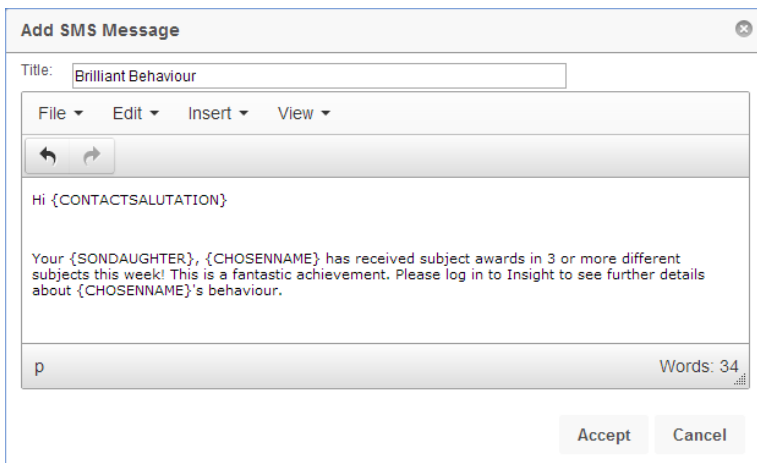 Add SMS Message
Title: Brilliant Behaviour
File Edit Insert View
Hi {CONTACTSALUTATION}
Your {SONDAUGHTER}, {CHOSENNAME} has received subject awards in 3 or more different
subjects this week! This is a fantastic achievement. Please log in to Insight to see further details
about {CHOSENNAME}'s behaviour.
p Words: 34
Accept Cancel